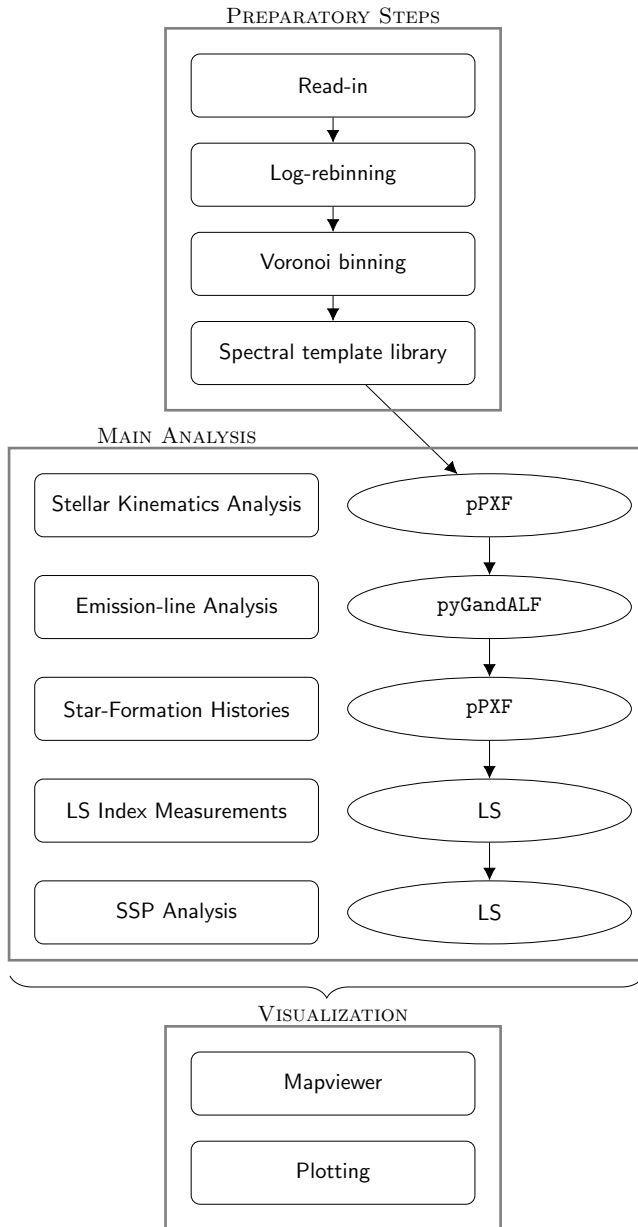 PREPARATORY STEPS
Read-in
Log-rebinning
Voronoi binning
Spectral template library
MAIN ANALYSIS
Stellar Kinematics Analysis
pPXF
Emission-line Analysis
pyGandALF
Star-Formation Histories
pPXF
LS Index Measurements
LS
SSP Analysis
LS
VISUALIZATION
Mapviewer
Plotting